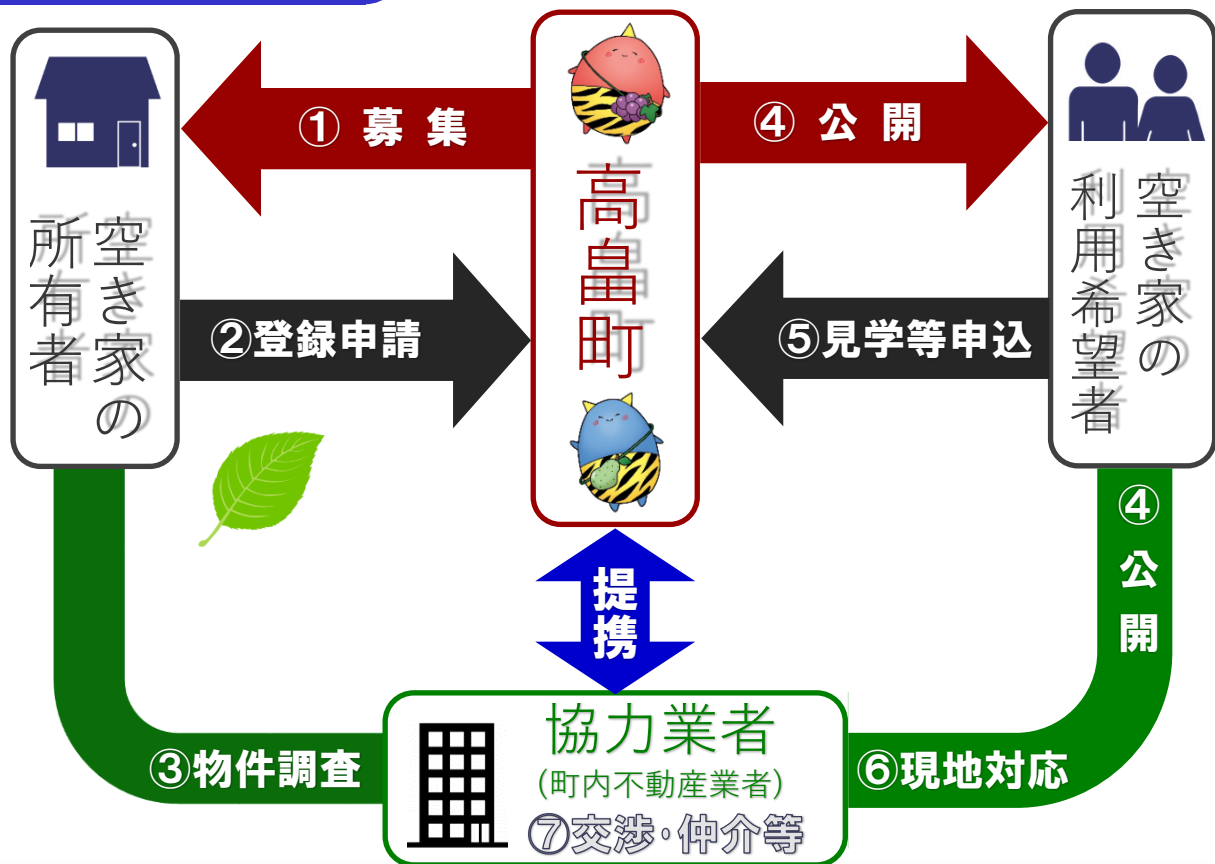 ① 募 集
④ 公 開
空き家の
所有者
高畠町
空き家の
利用希望者
②登録申請
⑤見学等申込
④
公
開
提
携
③物件調査
協力業者
(町内不動産業者)
⑦交渉・仲介等
⑥現地対応